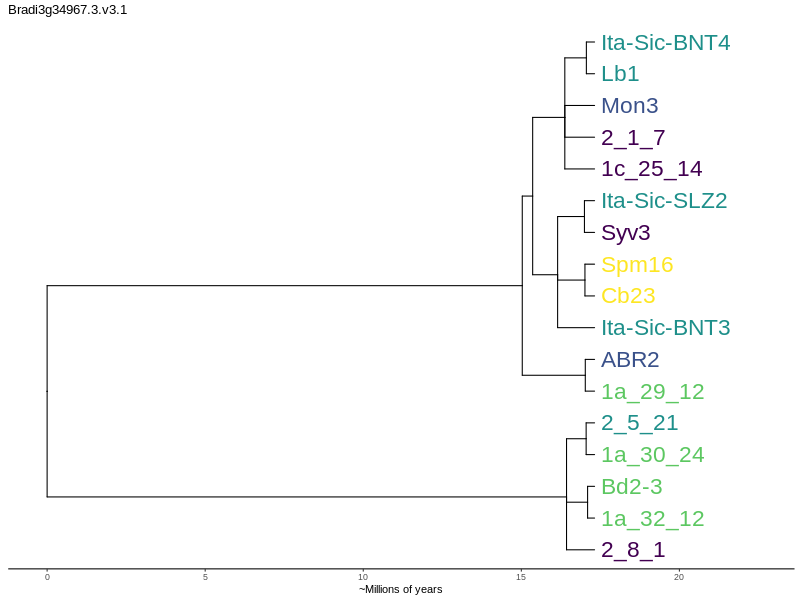 Bradi3g34967.3.v3.1
Ita-Sic-BNT4
Lb1
Mon3
2_1_7
1c_25_14
Ita-Sic-SLZ2
Syv3
Spm16
Cb23
Ita-Sic-BNT3
ABR2
1a_29_12
2_5_21
1a_30_24
Bd2-3
1a_32_12
2_8_1
0 5 10 15 20
~Millions of years